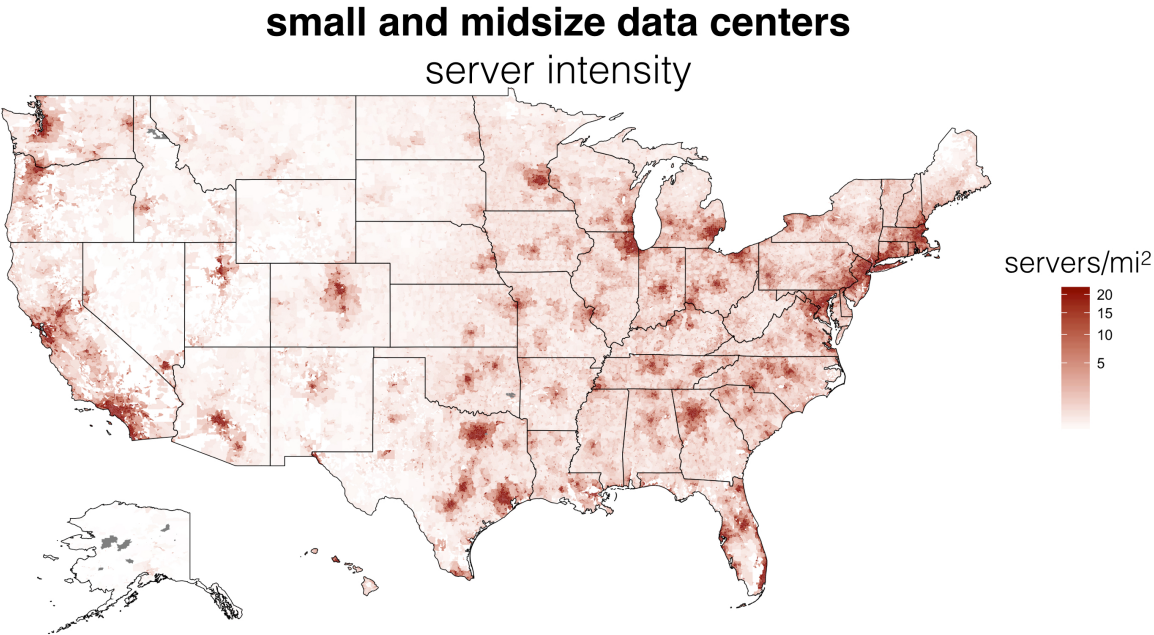 small and midsize data centers
server intensity
servers/mi²
20
15
10
5